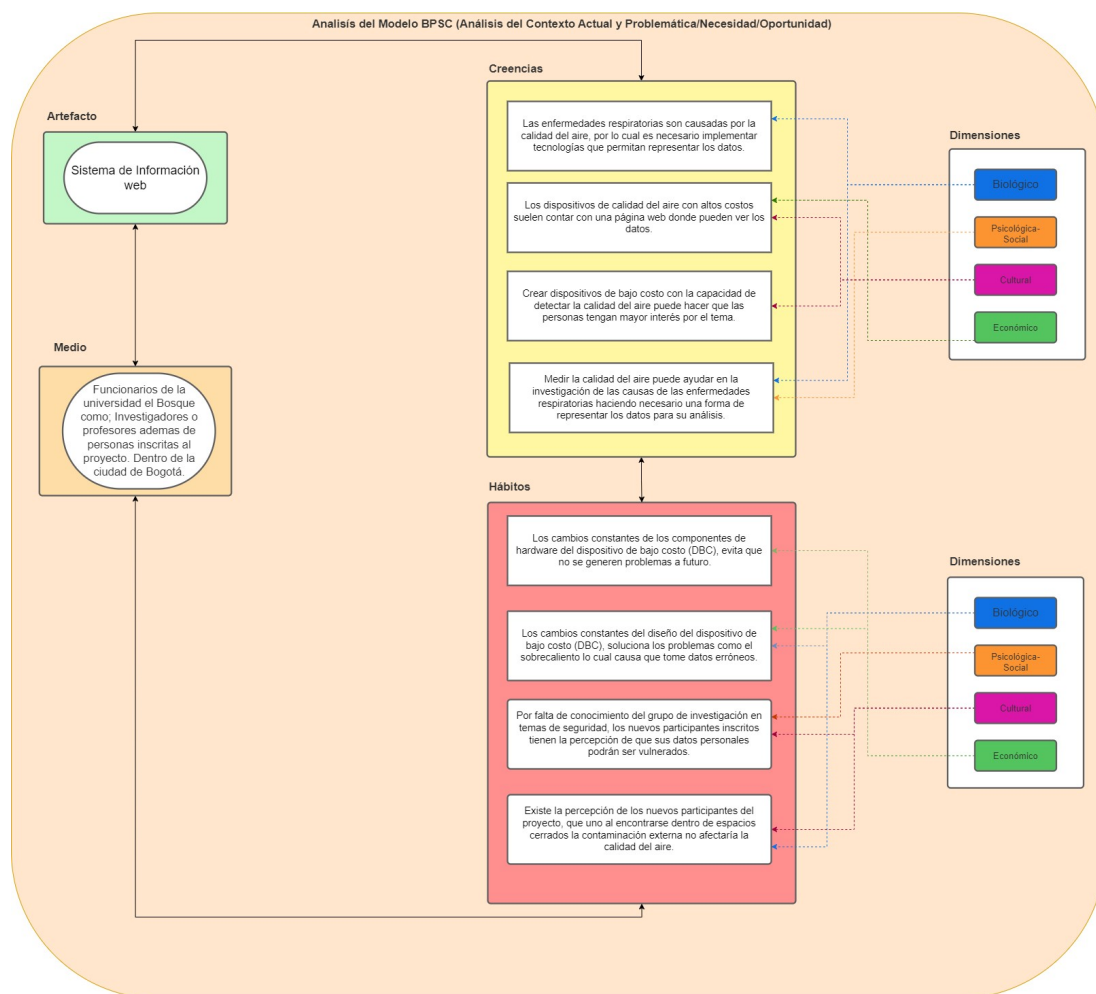 Analisís del Modelo BPSC (Análisis del Contexto Actual y Problemática/Necesidad/Oportunidad)
Artefacto
Sistema de Información
web
Medio
Funcionarios de la
universidad el Bosque
como; Investigadores o
profesores ademas de
personas inscritas al
proyecto. Dentro de la
ciudad de Bogotá.
Creencias
Las enfermedades respiratorias son causadas por la
calidad del aire, por lo cual es necesario implementar
tecnologías que permitan representar los datos.
Los dispositivos de calidad del aire con altos costos
suelen contar con una página web donde pueden ver los
datos.
Crear dispositivos de bajo costo con la capacidad de
detectar la calidad del aire puede hacer que las
personas tengan mayor interés por el tema.
Medir la calidad del aire puede ayudar en la
investigación de las causas de las enfermedades
respiratorias haciendo necesario una forma de
representar los datos para su análisis.
Dimensiones
Biológico
Psicológica-
Social
Cultural
Económico
Hábitos
Los cambios constantes de los componentes de
hardware del dispositivo de bajo costo (DBC), evita que
no se generen problemas a futuro.
Los cambios constantes del diseño del dispositivo de
bajo costo (DBC), soluciona los problemas como el
sobrecaliento lo cual causa que tome datos erróneos.
Por falta de conocimiento del grupo de investigación en
temas de seguridad, los nuevos participantes inscritos
tienen la percepción de que sus datos personales
podrán ser vulnerados.
Existe la percepción de los nuevos participantes del
proyecto, que uno al encontrarse dentro de espacios
cerrados la contaminación externa no afectaría la
calidad del aire.
Dimensiones
Biológico
Psicológica-
Social
Cultural
Económico